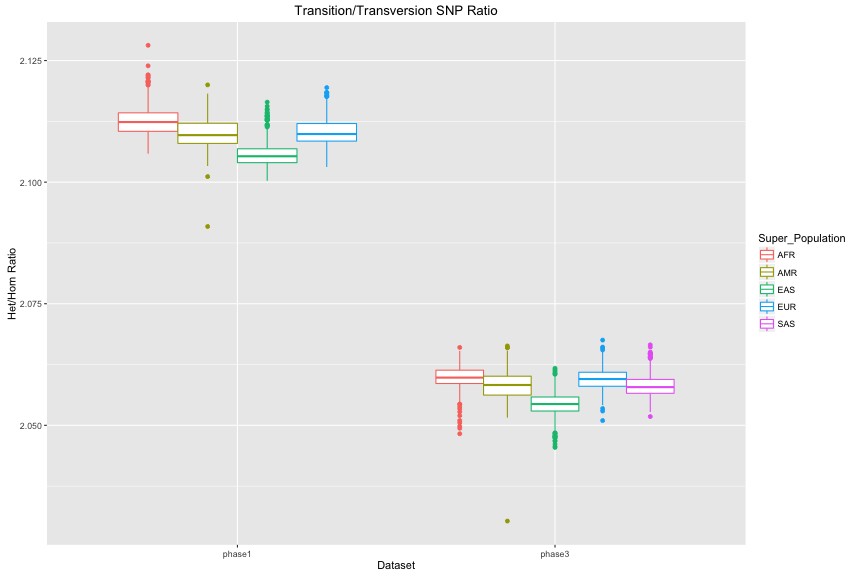 Transition/Transversion SNP Ratio
2.125
2.100
2.075
2.050
Het/Hom Ratio
phase1
phase3
Dataset
Super_Population
AFR
AMR
EAS
EUR
SAS